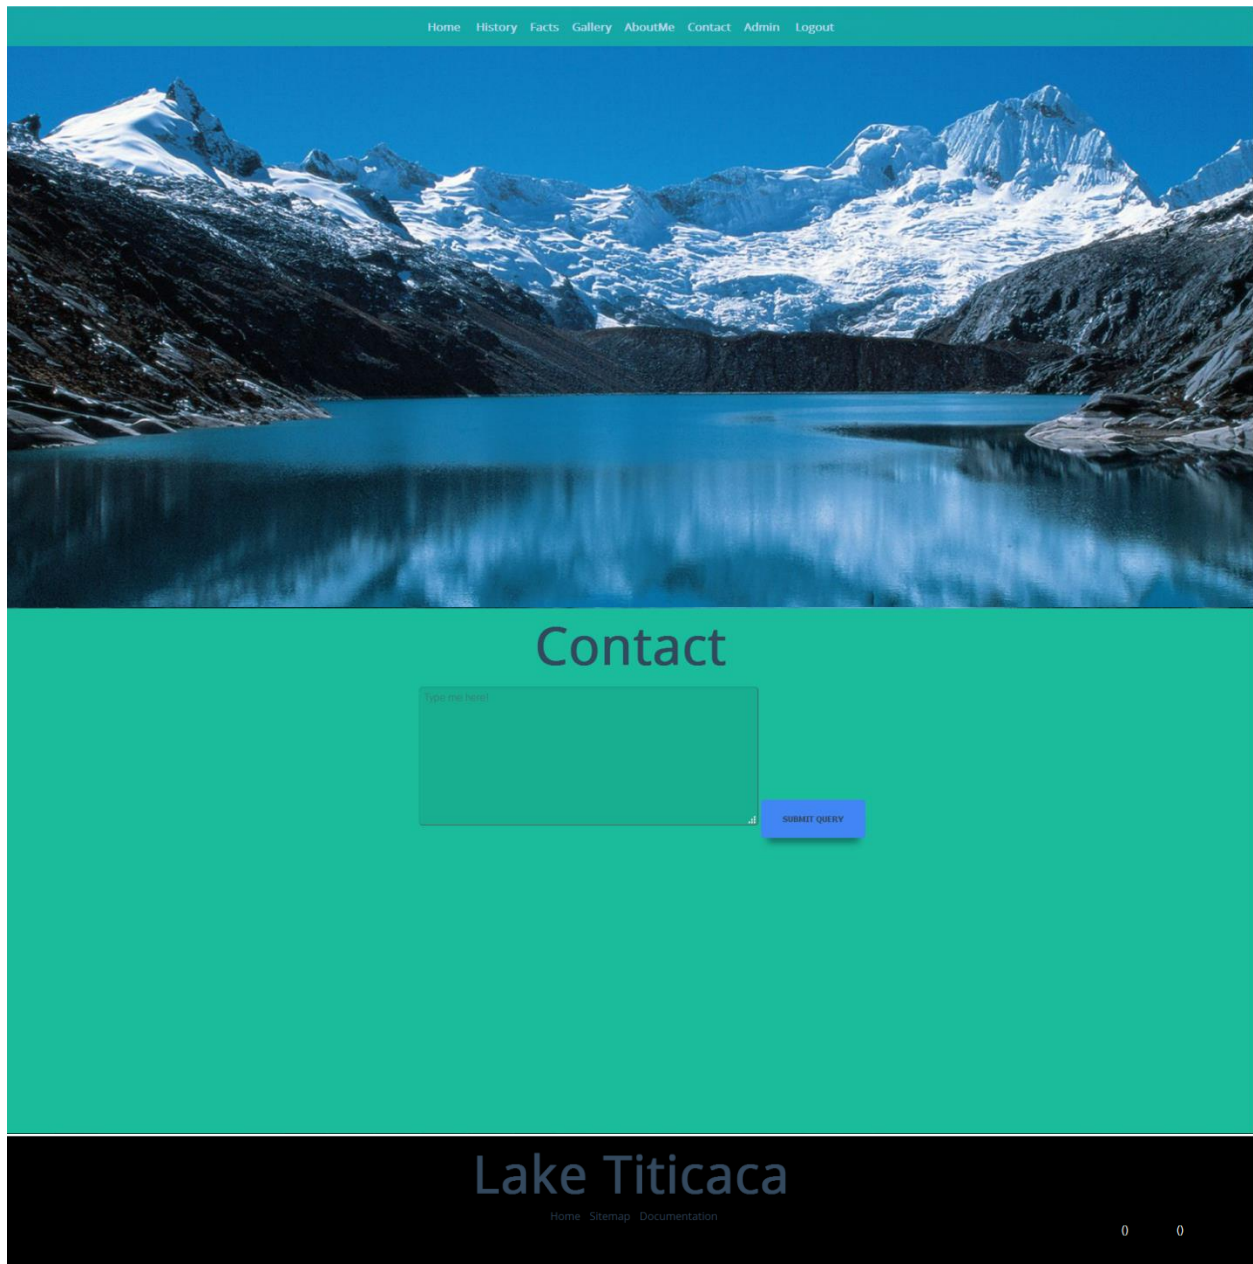 Home History Facts Gallery AboutMe Contact Admin Logout
Contact
Type me here!
SUBMIT QUERY
Lake Titicaca
Home Sitemap Documentation
0 0